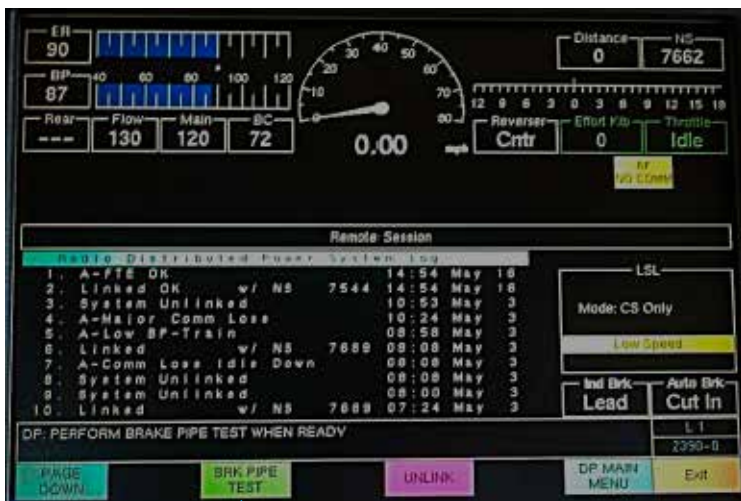 ER
90
BP
87
40 60 80 100 120
Rear
---
Flow
130
Main
120
BC
72
0 10 20 30 40 50 60 70 80
0.00 mph
Distance
0
NS
7662
12 9 6 3 0 3 6 9 12 15 18
Reverser
Cntr
Effort Klb
0
Throttle
Idle
NO COMM
Remote Session
Radio Distributed Power System Log
1. A-FTE OK 14:54 May 16
2. Linked OK w/ NS 7544 14:54 May 16
3. System Unlinked 10:53 May 3
4. A-Major Comm Loss 10:24 May 3
5. A-Low BP-Train 08:58 May 3
6. Linked w/ NS 7689 08:08 May 3
7. A-Comm Loss Idle Down 08:08 May 3
8. System Unlinked 08:08 May 3
9. System Unlinked 08:00 May 3
10. Linked w/ NS 7689 07:24 May 3
LSL
Mode: CS Only
Low Speed
Ind Brk
Lead
Auto Brk
Cut In
DP: PERFORM BRAKE PIPE TEST WHEN READY
L 1
2390-0
PAGE DOWN
BRK PIPE TEST
UNLINK
DP MAIN MENU
Exit